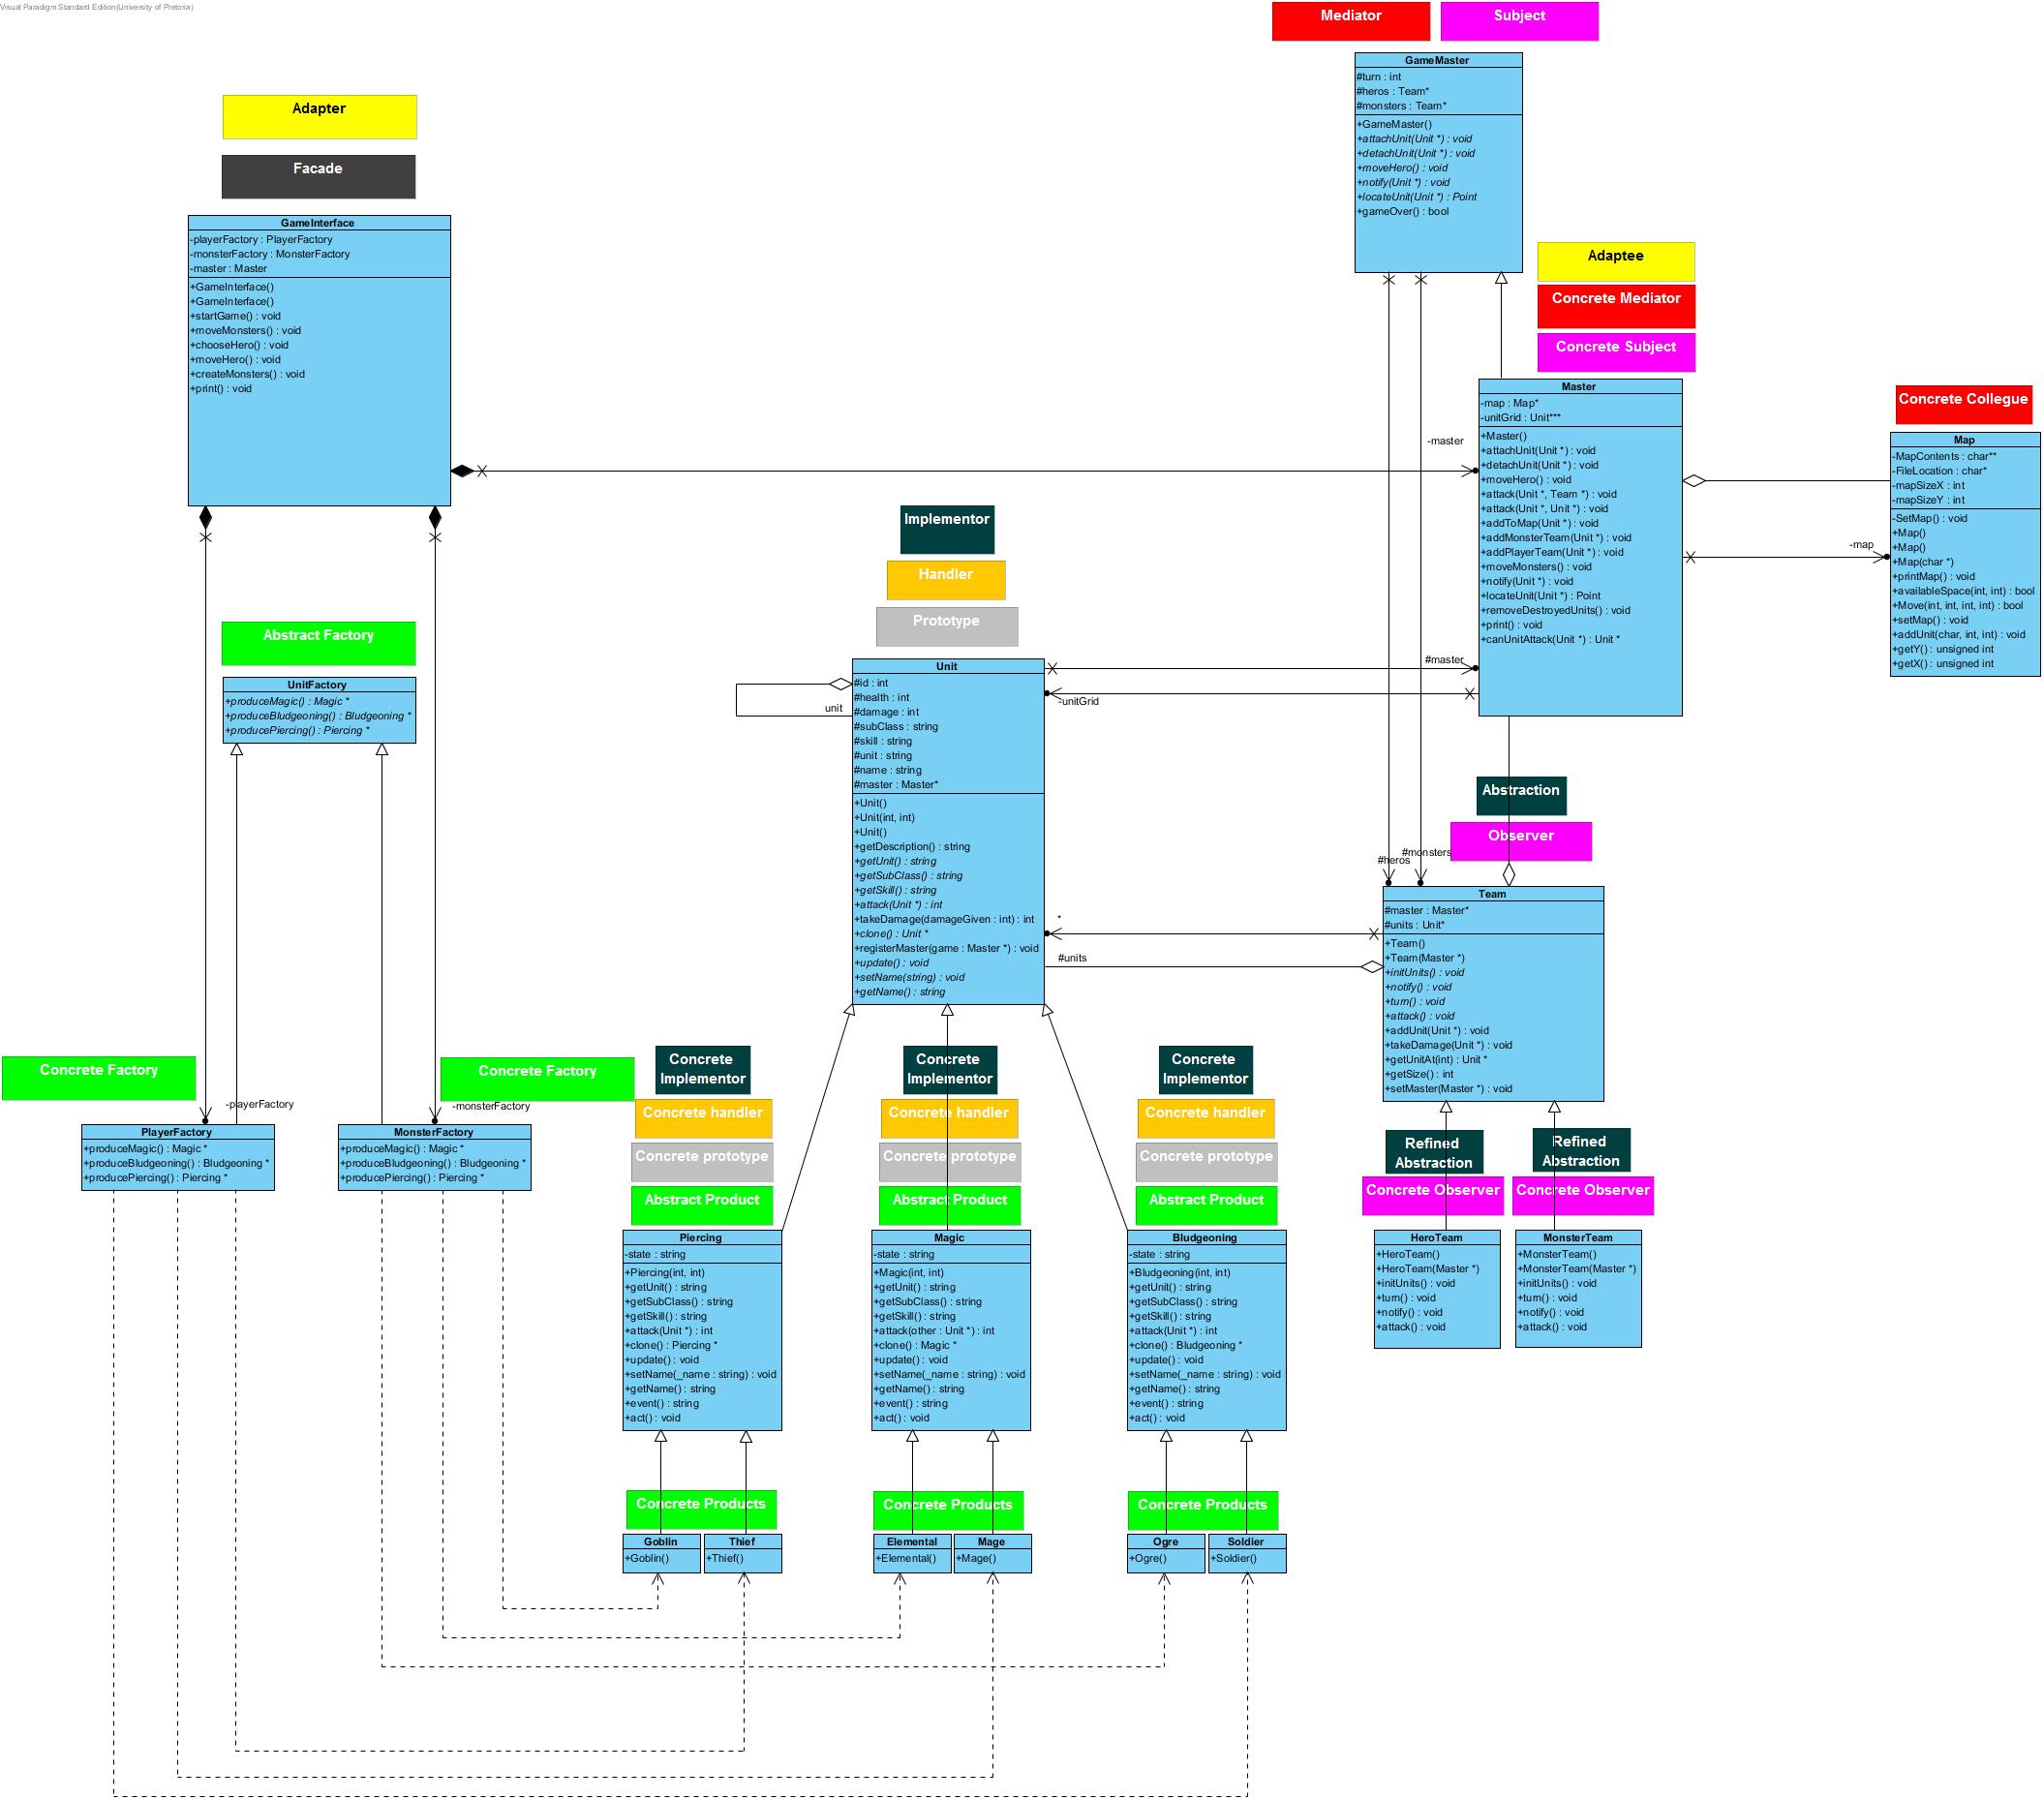 Visual Paradigm Standard Edition(University of Pretoria)
Mediator
Subject
GameMaster
#turn : int
#heros : Team*
#monsters : Team*
+GameMaster()
+attachUnit(Unit *) : void
+detachUnit(Unit *) : void
+moveHero() : void
+notify(Unit *) : void
+locateUnit(Unit *) : Point
+gameOver() : bool
Adapter
Facade
GameInterface
-playerFactory : PlayerFactory
-monsterFactory : MonsterFactory
-master : Master
+GameInterface()
+GameInterface()
+startGame() : void
+moveMonsters() : void
+chooseHero() : void
+moveHero() : void
+createMonsters() : void
+print() : void
Adaptee
Concrete Mediator
Concrete Subject
Master
-map : Map*
-unitGrid : Unit***
+Master()
+attachUnit(Unit *) : void
+detachUnit(Unit *) : void
+moveHero() : void
+attack(Unit *, Team *) : void
+attack(Unit *, Unit *) : void
+addToMap(Unit *) : void
+addMonsterTeam(Unit *) : void
+addPlayerTeam(Unit *) : void
+moveMonsters() : void
+notify(Unit *) : void
+locateUnit(Unit *) : Point
+removeDestroyedUnits() : void
+print() : void
+canUnitAttack(Unit *) : Unit *
-master
Concrete Collegue
Map
-MapContents : char**
-FileLocation : char*
-mapSizeX : int
-mapSizeY : int
-SetMap() : void
+Map()
+Map()
+Map(char *)
+printMap() : void
+availableSpace(int, int) : bool
+Move(int, int, int, int) : bool
+setMap() : void
+addUnit(char, int, int) : void
+getY() : unsigned int
+getX() : unsigned int
-map
Implementor
Handler
Prototype
Unit
#id : int
#health : int
#damage : int
#subClass : string
#skill : string
#unit : string
#name : string
#master : Master*
+Unit()
+Unit(int, int)
+Unit()
+getDescription() : string
+getUnit() : string
+getSubClass() : string
+getSkill() : string
+attack(Unit *) : int
+takeDamage(damageGiven : int) : int
+clone() : Unit *
+registerMaster(game : Master *) : void
+update() : void
+setName(string) : void
+getName() : string
unit
#master
-unitGrid
Abstract Factory
UnitFactory
+produceMagic() : Magic *
+produceBludgeoning() : Bludgeoning *
+producePiercing() : Piercing *
Abstraction
Observer
#heros
#monsters
Team
#master : Master*
#units : Unit*
+Team()
+Team(Master *)
+initUnits() : void
+notify() : void
+turn() : void
+attack() : void
+addUnit(Unit *) : void
+takeDamage(Unit *) : void
+getUnitAt(int) : Unit *
+getSize() : int
+setMaster(Master *) : void
*
#units
Concrete Factory
-playerFactory
PlayerFactory
+produceMagic() : Magic *
+produceBludgeoning() : Bludgeoning *
+producePiercing() : Piercing *
Concrete Factory
-monsterFactory
MonsterFactory
+produceMagic() : Magic *
+produceBludgeoning() : Bludgeoning *
+producePiercing() : Piercing *
Concrete
Implementor
Concrete handler
Concrete prototype
Abstract Product
Piercing
-state : string
+Piercing(int, int)
+getUnit() : string
+getSubClass() : string
+getSkill() : string
+attack(Unit *) : int
+clone() : Piercing *
+update() : void
+setName(_name : string) : void
+getName() : string
+event() : string
+act() : void
Concrete
Implementor
Concrete handler
Concrete prototype
Abstract Product
Magic
-state : string
+Magic(int, int)
+getUnit() : string
+getSubClass() : string
+getSkill() : string
+attack(other : Unit *) : int
+clone() : Magic *
+update() : void
+setName(_name : string) : void
+getName() : string
+event() : string
+act() : void
Concrete
Implementor
Concrete handler
Concrete prototype
Abstract Product
Bludgeoning
-state : string
+Bludgeoning(int, int)
+getUnit() : string
+getSubClass() : string
+getSkill() : string
+attack(Unit *) : int
+clone() : Bludgeoning *
+update() : void
+setName(_name : string) : void
+getName() : string
+event() : string
+act() : void
Refined
Abstraction
Concrete Observer
HeroTeam
+HeroTeam()
+HeroTeam(Master *)
+initUnits() : void
+turn() : void
+notify() : void
+attack() : void
Refined
Abstraction
Concrete Observer
MonsterTeam
+MonsterTeam()
+MonsterTeam(Master *)
+initUnits() : void
+turn() : void
+notify() : void
+attack() : void
Concrete Products
Goblin
+Goblin()
Thief
+Thief()
Concrete Products
Elemental
+Elemental()
Mage
+Mage()
Concrete Products
Ogre
+Ogre()
Soldier
+Soldier()